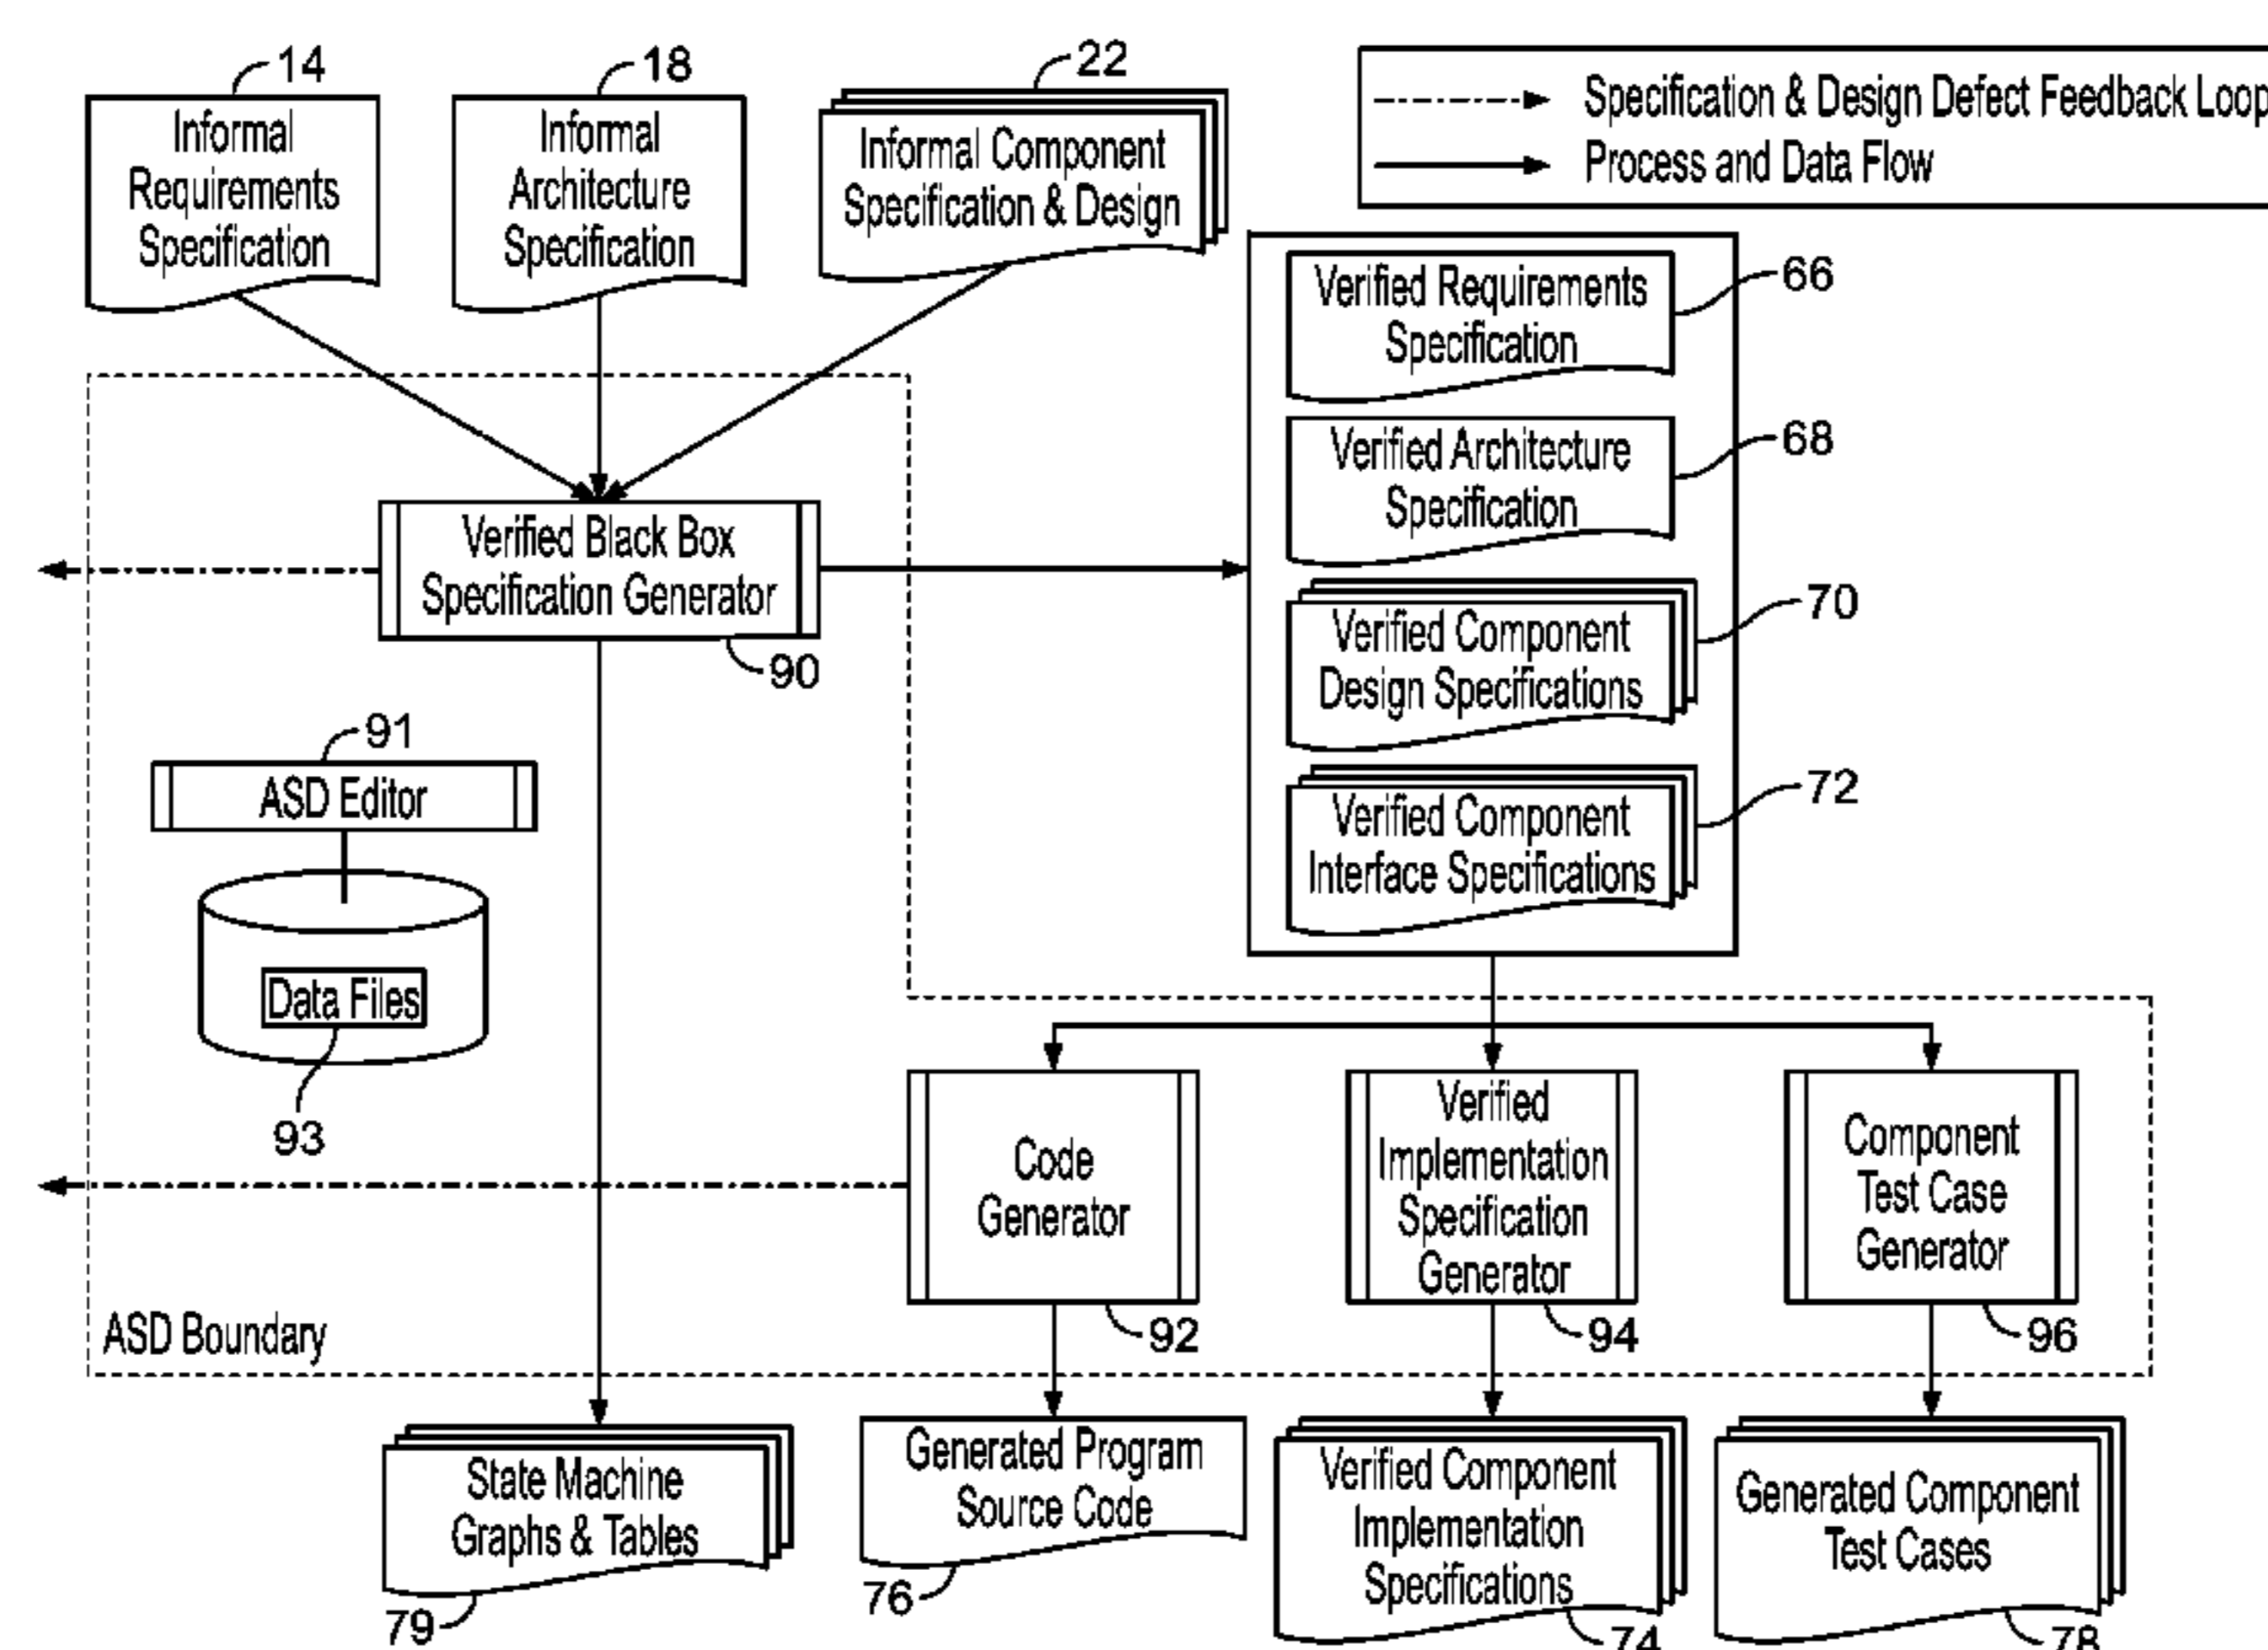 14
Informal
Requirements
Specification
18
Informal
Architecture
Specification
22
Informal Component
Specification & Design
Specification & Design Defect Feedback Loop
Process and Data Flow
Verified Requirements
Specification
66
Verified Architecture
Specification
68
Verified Component
Design Specifications
70
Verified Component
Interface Specifications
72
Verified Black Box
Specification Generator
90
91
ASD Editor
Data Files
93
Code
Generator
92
Verified
Implementation
Specification
Generator
94
Component
Test Case
Generator
96
ASD Boundary
State Machine
Graphs & Tables
79
Generated Program
Source Code
76
Verified Component
Implementation
Specifications
74
Generated Component
Test Cases
78